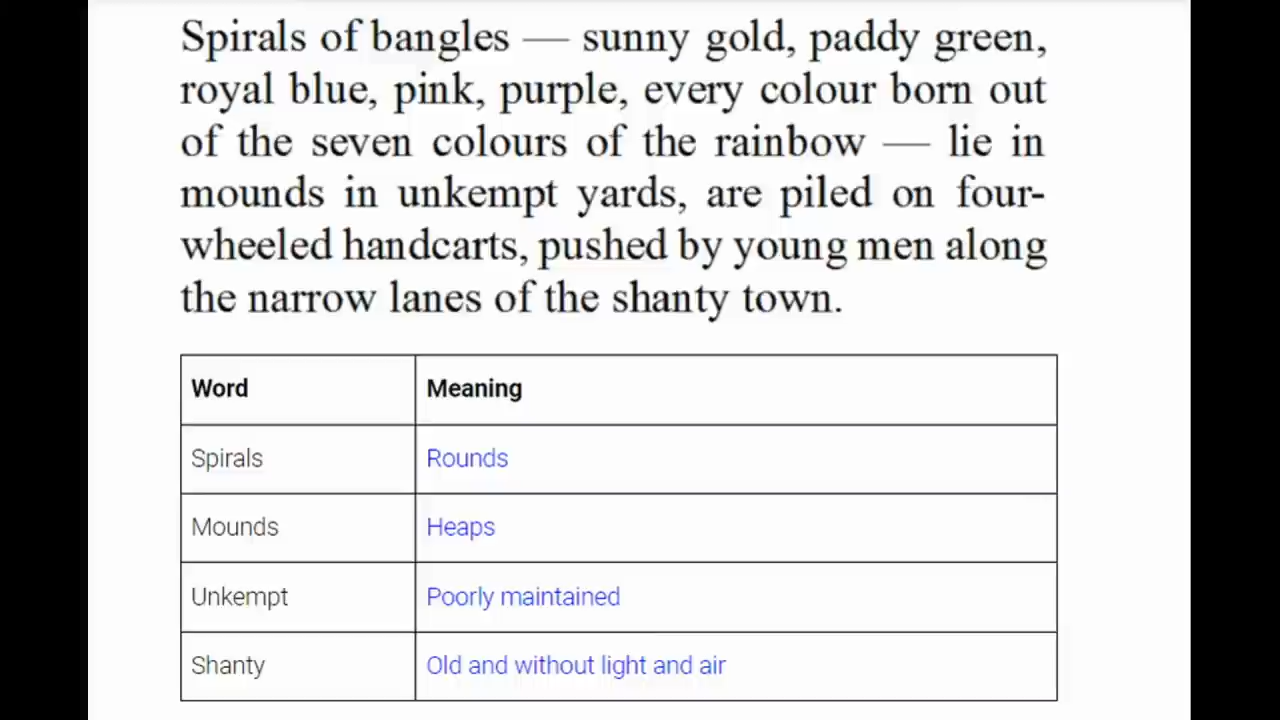 Spirals of bangles — sunny gold, paddy green,
royal blue, pink, purple, every colour born out
of the seven colours of the rainbow — lie in
mounds in unkempt yards, are piled on four-
wheeled handcarts, pushed by young men along
the narrow lanes of the shanty town.
Word Meaning
Spirals Rounds
Mounds Heaps
Unkempt Poorly maintained
Shanty Old and without light and air